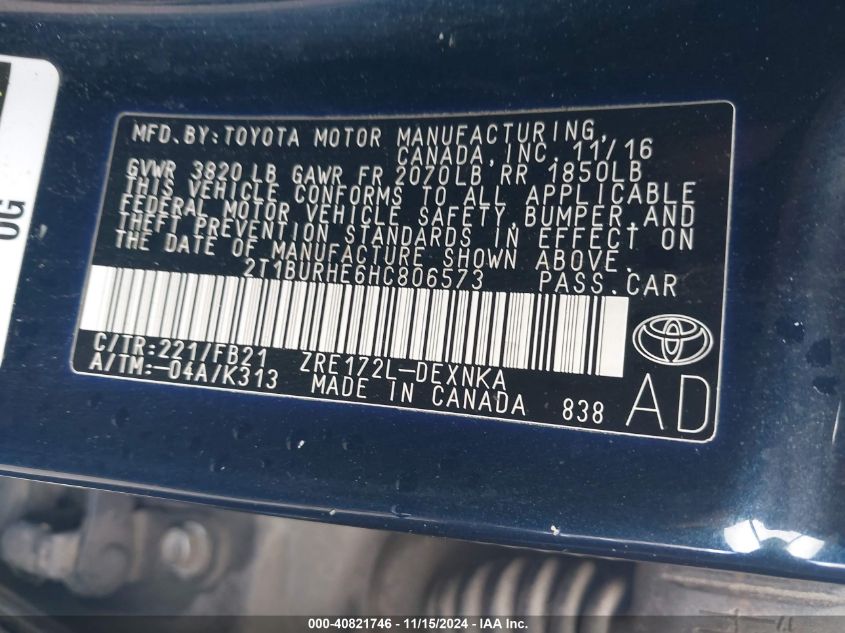 OG
MFD.BY:TOYOTA MOTOR MANUFACTURING,
CANADA, INC. 11/16
GVWR 3820 LB GAWR FR 2070LB RR 1850LB
THIS VEHICLE CONFORMS TO ALL APPLICABLE
FEDERAL MOTOR VEHICLE SAFETY, BUMPER, AND
THEFT PREVENTION STANDARDS IN EFFECT ON
THE DATE OF MANUFACTURE SHOWN ABOVE.
2T1BURHE6HC806573 PASS.CAR
C/TR:221/FB21 ZRE172L-DEXNKA
A/TM:-04A/K313 MADE IN CANADA 838 AD
000-40821746 - 11/15/2024 - IAA Inc.